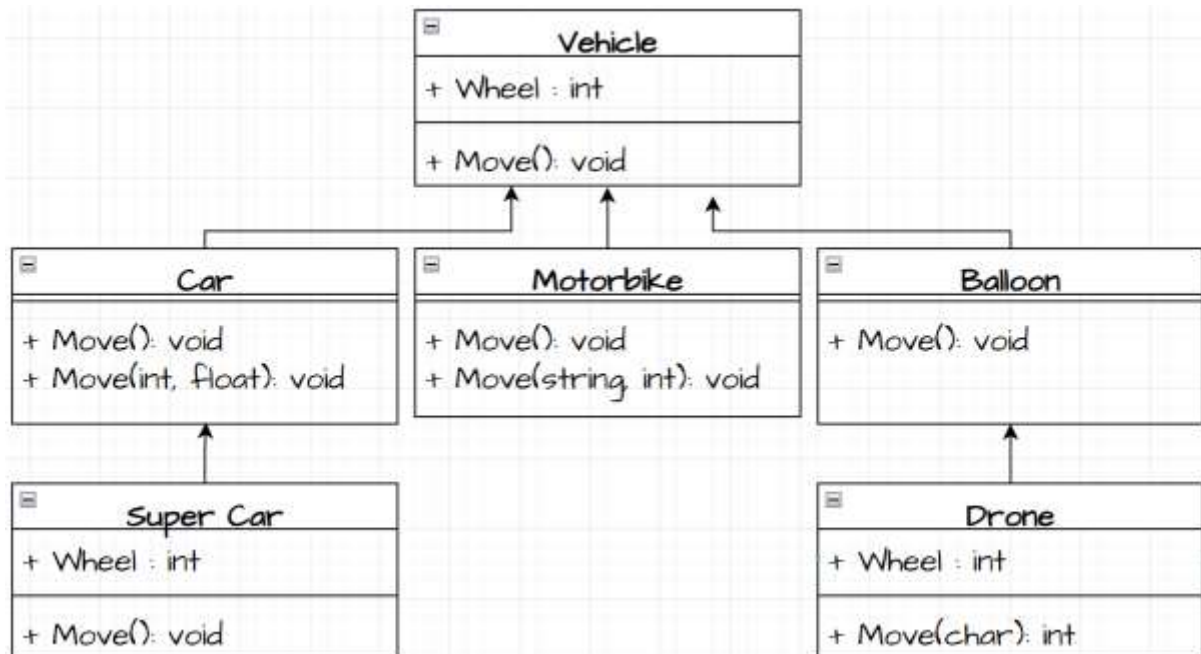 Vehicle
+ Wheel : int
+ Move(): void
Car
+ Move(): void
+ Move(int, float): void
Motorbike
+ Move(): void
+ Move(string, int): void
Balloon
+ Move(): void
Super Car
+ Wheel : int
+ Move(): void
Drone
+ Wheel : int
+ Move(char): int